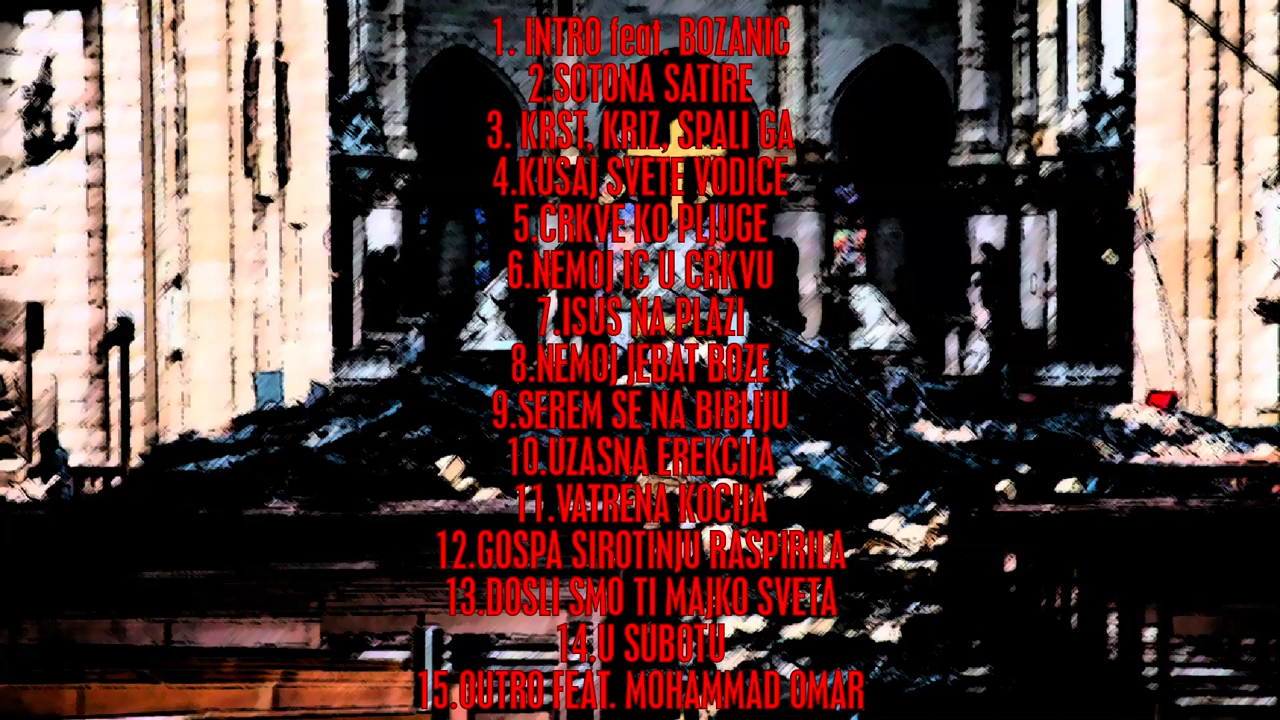 1. INTRO feat. BOZANIC
2.SOTONA SATIRE
3. KRST, KRIZ, SPALI GA
4.KUSAJ SVETE VODICE
5.CRKVE KO PLJUGE
6.NEMOJ IC U CRKVU
7.ISUS NA PLAZI
8.NEMOJ JEBAT BOZE
9.SEREM SE NA BIBLIJU
10.UZASNA EREKCIJA
11.VATRENA KOCIJA
12.GOSPA SIROTINJU RASPIRILA
13.DOSLI SMO TI MAJKO SVETA
14.U SUBOTU
15.OUTRO FEAT. MOHAMMAD OMAR